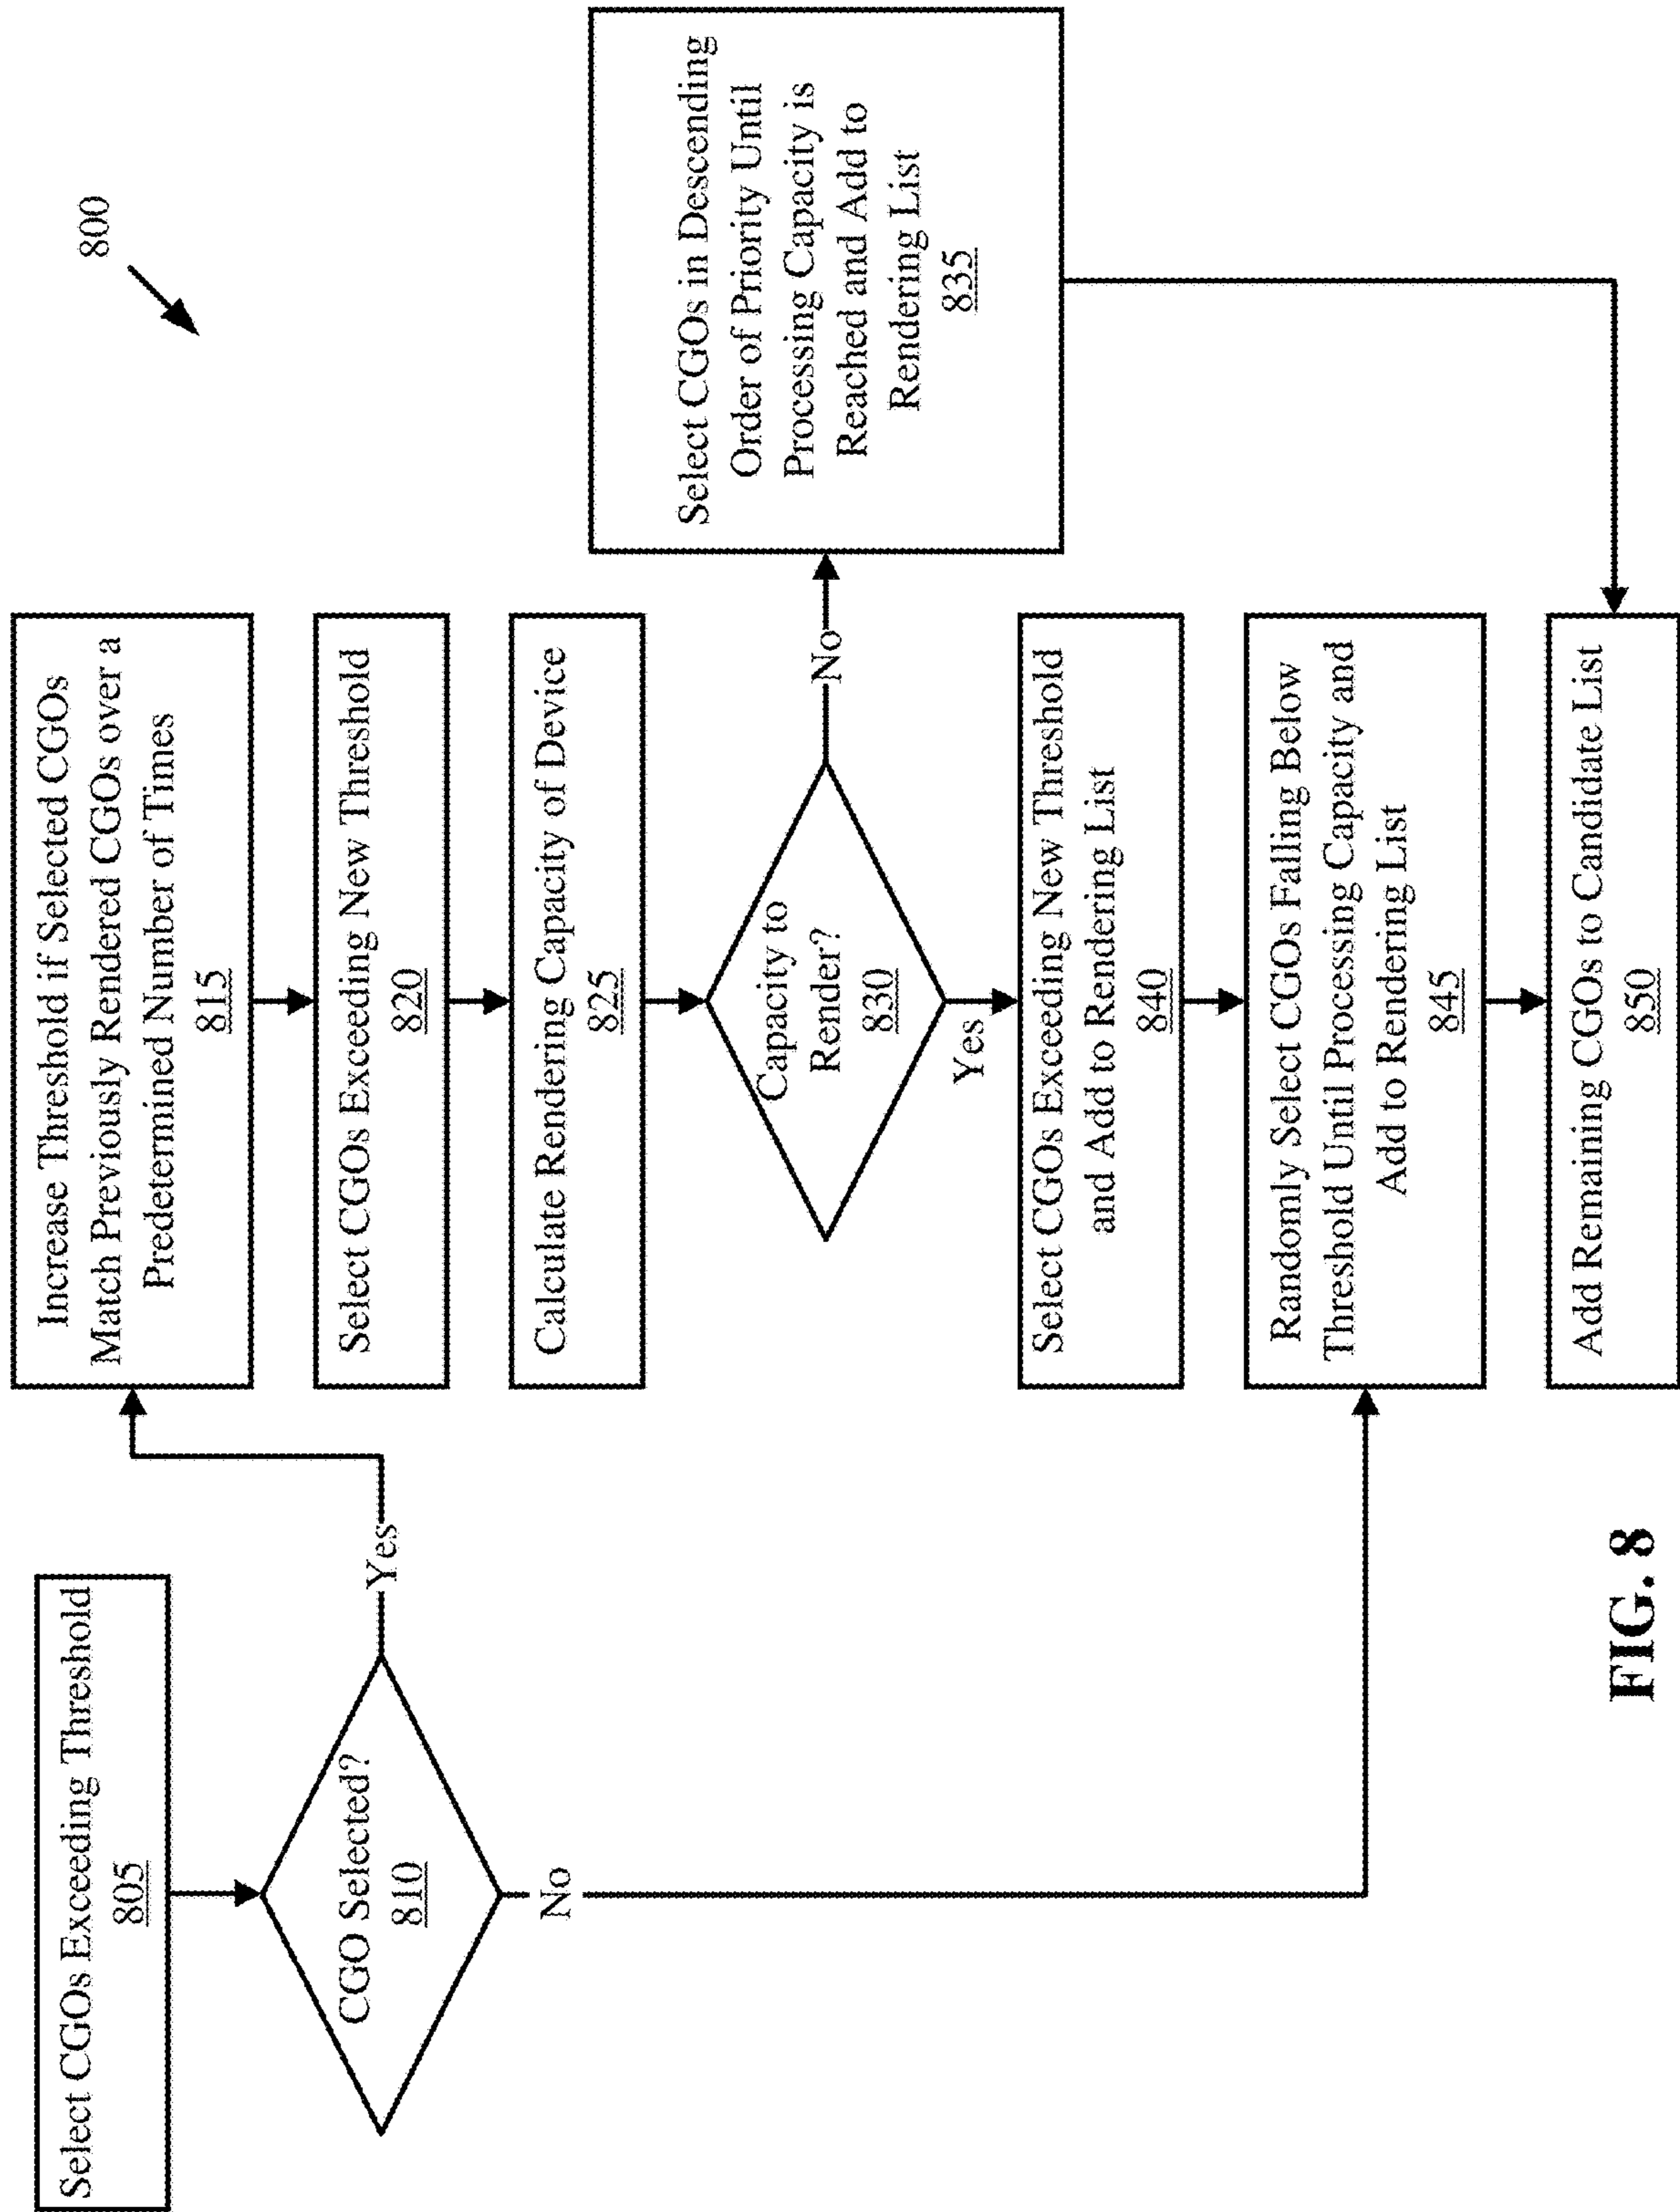 800
Select CGOs Exceeding Threshold
805
CGO Selected?
810
Yes
No
Increase Threshold if Selected CGOs
Match Previously Rendered CGOs over a
Predetermined Number of Times
815
Select CGOs Exceeding New Threshold
820
Calculate Rendering Capacity of Device
825
Capacity to
Render?
830
No
Yes
Select CGOs in Descending
Order of Priority Until
Processing Capacity is
Reached and Add to
Rendering List
835
Select CGOs Exceeding New Threshold
and Add to Rendering List
840
Randomly Select CGOs Falling Below
Threshold Until Processing Capacity and
Add to Rendering List
845
Add Remaining CGOs to Candidate List
850
FIG. 8